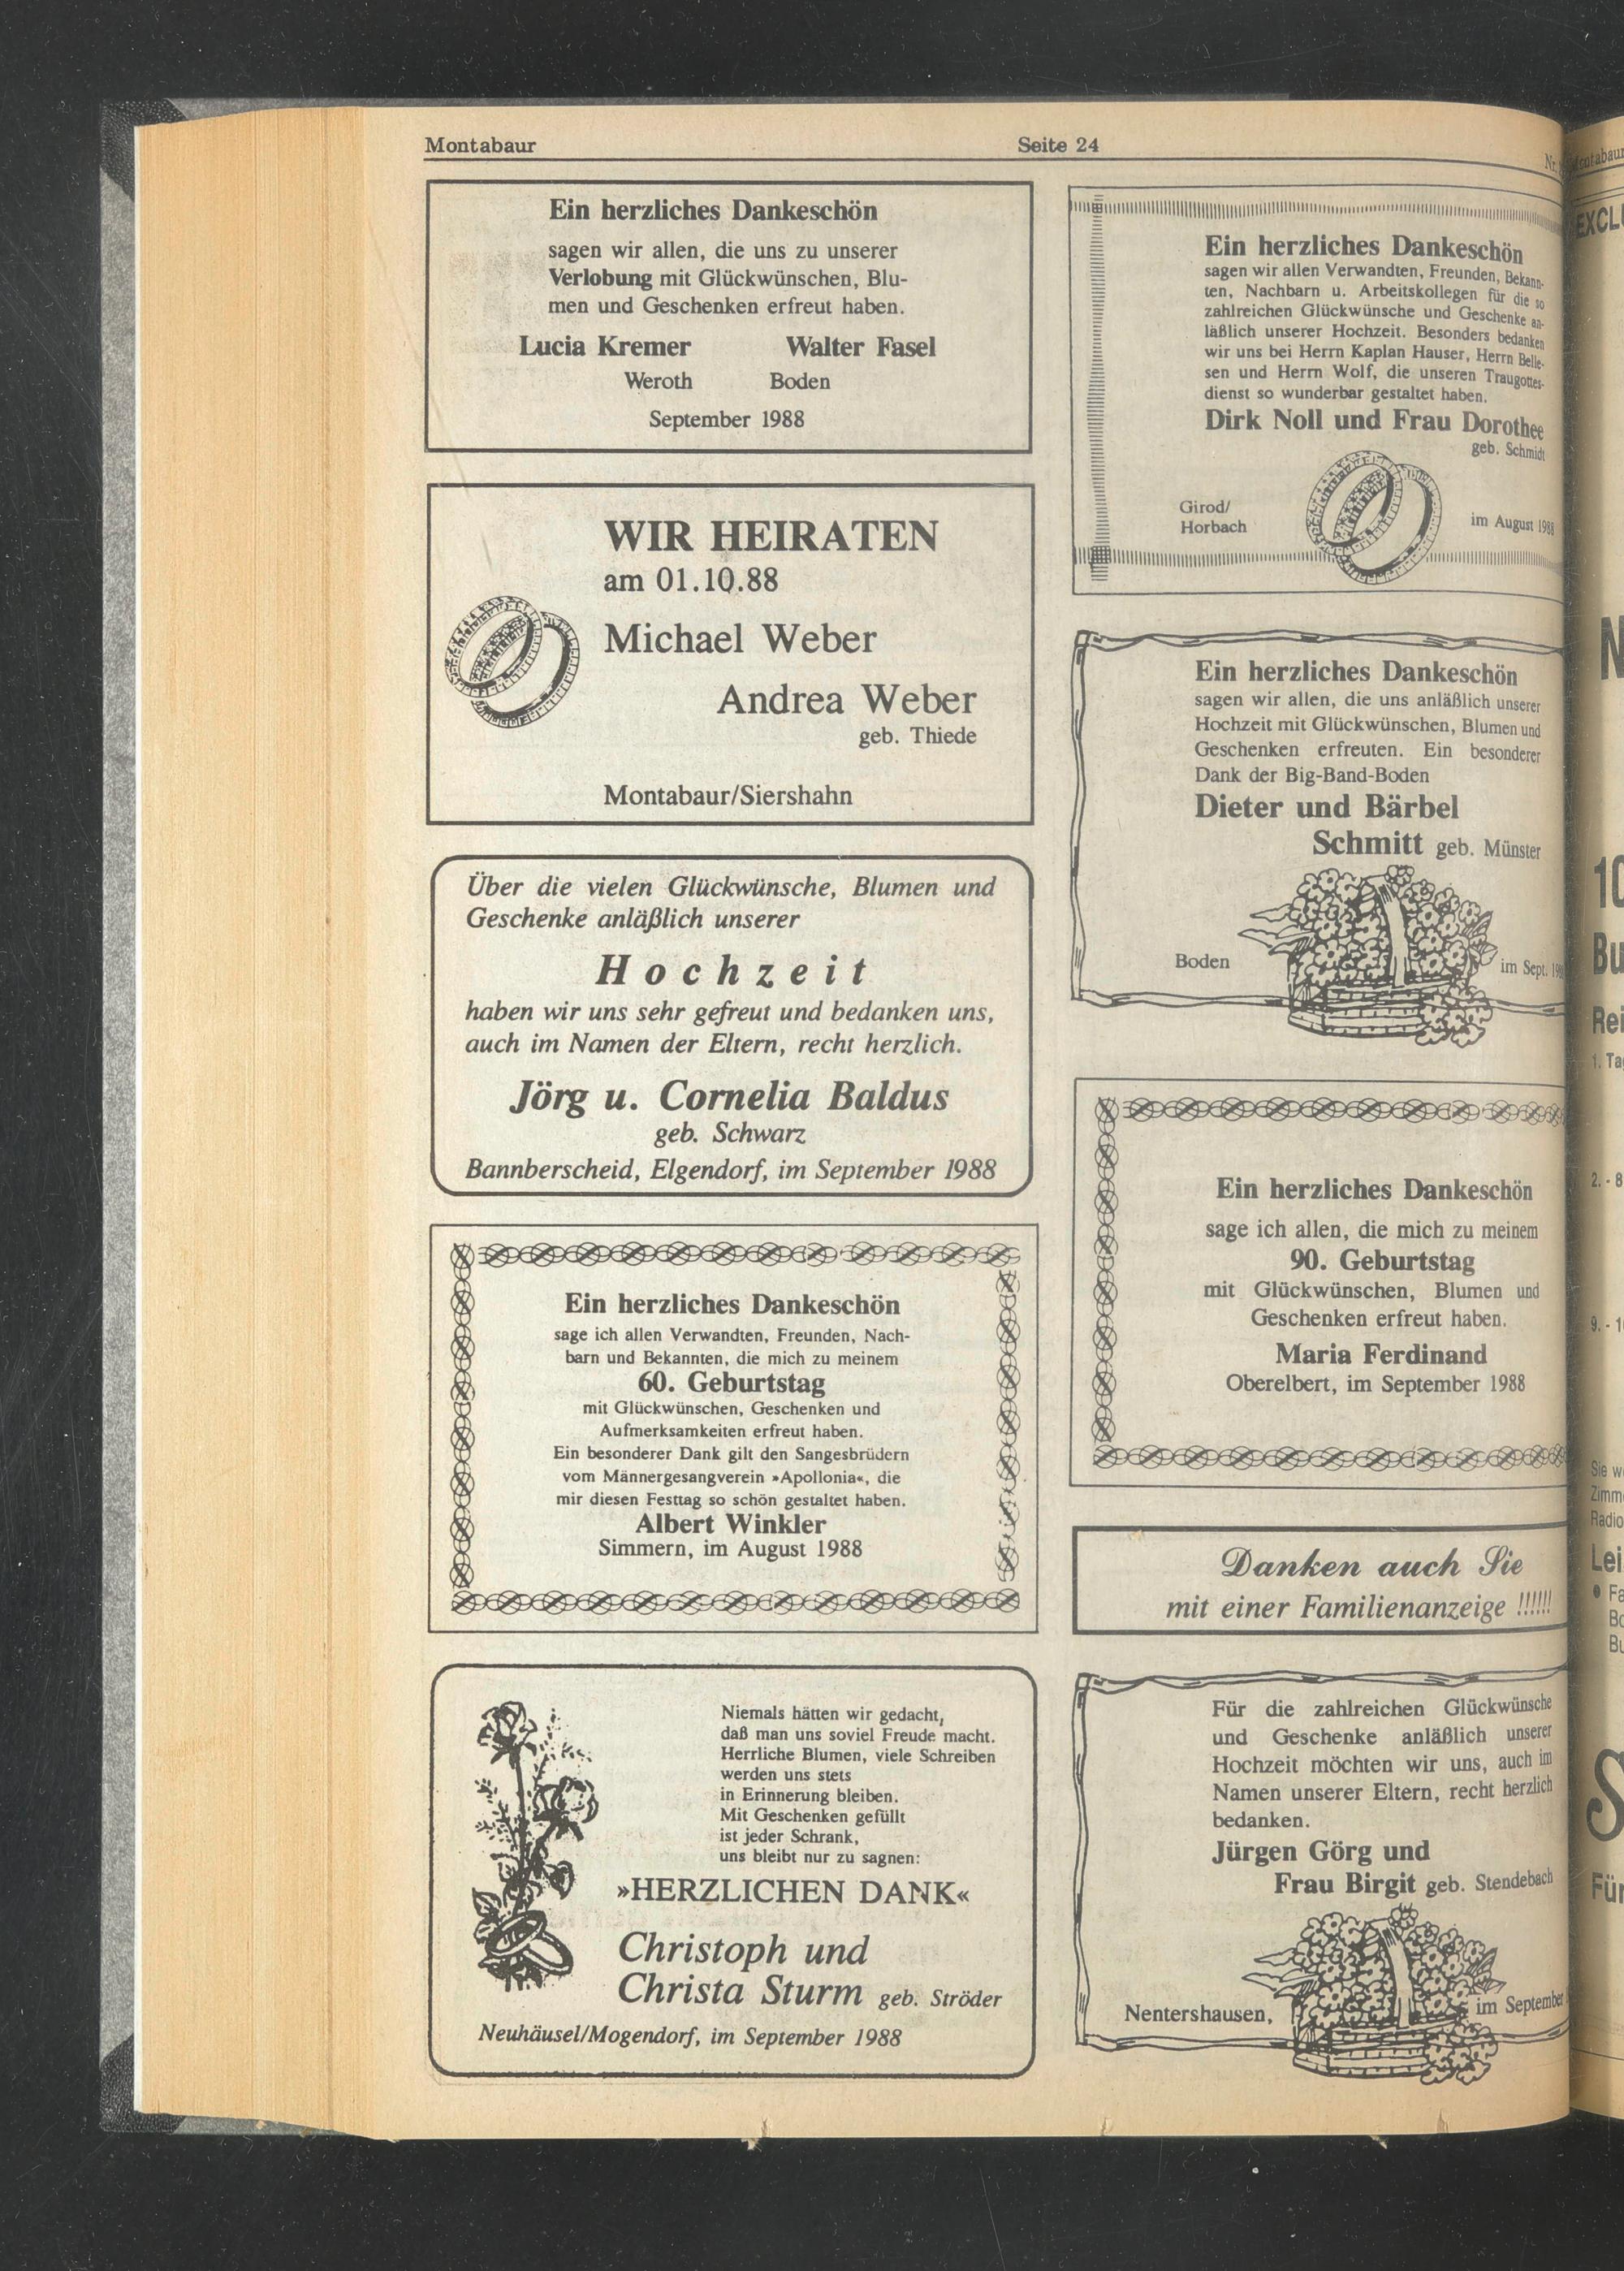 Montabaur
Seite 24
Ein herzliches Dankeschön
sagen wir allen, die uns zu unserer
Verlobung mit Glückwünschen, Blu-
men und Geschenken erfreut haben.
Lucia Kremer Walter Fasel
Weroth Boden
September 1988
WIR HEIRATEN
am 01.10.88
Michael Weber
Andrea Weber
geb. Thiede
Montabaur/Siershahn
Über die vielen Glückwünsche, Blumen und
Geschenke anläßlich unserer
Hochzeit
haben wir uns sehr gefreut und bedanken uns,
auch im Namen der Eltern, recht herzlich.
Jörg u. Cornelia Baldus
geb. Schwarz
Bannberscheid, Elgendorf, im September 1988
Ein herzliches Dankeschön
sage ich allen Verwandten, Freunden, Nach-
barn und Bekannten, die mich zu meinem
60. Geburtstag
mit Glückwünschen, Geschenken und
Aufmerksamkeiten erfreut haben.
Ein besonderer Dank gilt den Sangesbrüdern
vom Männergesangverein »Apollonia«, die
mir diesen Festtag so schön gestaltet haben.
Albert Winkler
Simmern, im August 1988
Niemals hätten wir gedacht,
daß man uns soviel Freude macht.
Herrliche Blumen, viele Schreiben
werden uns stets
in Erinnerung bleiben.
Mit Geschenken gefüllt
ist jeder Schrank,
uns bleibt nur zu sagnen:
»HERZLICHEN DANK«
Christoph und
Christa Sturm geb. Ströder
Neuhäusel/Mogendorf, im September 1988
Ein herzliches Dankeschön
sagen wir allen Verwandten, Freunden, Bekann-
ten, Nachbarn u. Arbeitskollegen für die so
zahlreichen Glückwünsche und Geschenke an-
läßlich unserer Hochzeit. Besonders bedanken
wir uns bei Herrn Kaplan Hauser, Herrn Belle-
sen und Herrn Wolf, die unseren Traugottes-
dienst so wunderbar gestaltet haben.
Dirk Noll und Frau Dorothee
geb. Schmidt
Girod/
Horbach
im August 1988
Ein herzliches Dankeschön
sagen wir allen, die uns anläßlich unserer
Hochzeit mit Glückwünschen, Blumen und
Geschenken erfreuten. Ein besonderer
Dank der Big-Band-Boden
Dieter und Bärbel
Schmitt geb. Münster
Boden
im Sept.
Ein herzliches Dankeschön
sage ich allen, die mich zu meinem
90. Geburtstag
mit Glückwünschen, Blumen und
Geschenken erfreut haben.
Maria Ferdinand
Oberelbert, im September 1988
Danken auch Sie
mit einer Familienanzeige !!!!!!
Für die zahlreichen Glückwünsche
und Geschenke anläßlich unserer
Hochzeit möchten wir uns, auch im
Namen unserer Eltern, recht herzlich
bedanken.
Jürgen Görg und
Frau Birgit geb. Stendebach
Nentershausen, im September